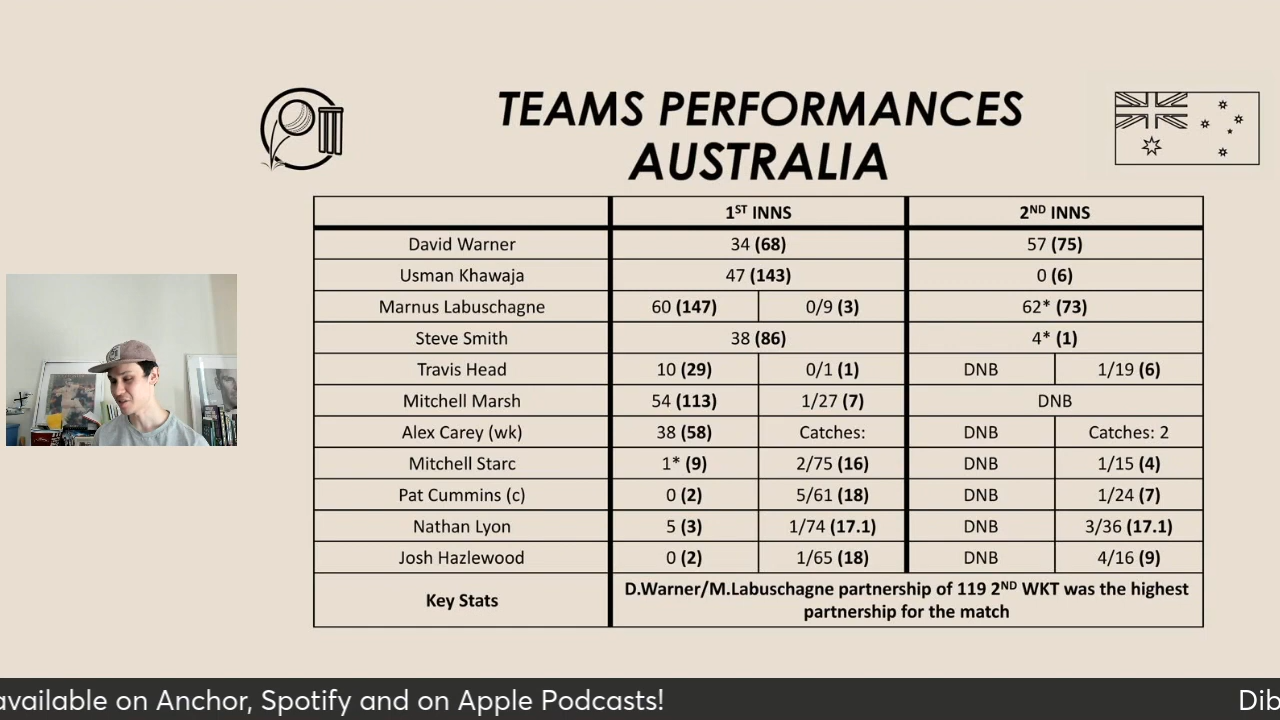 TEAMS PERFORMANCES
AUSTRALIA
1ST INNS 2ND INNS
David Warner 34 (68) 57 (75)
Usman Khawaja 47 (143) 0 (6)
Marnus Labuschagne 60 (147) 0/9 (3) 62* (73)
Steve Smith 38 (86) 4* (1)
Travis Head 10 (29) 0/1 (1) DNB 1/19 (6)
Mitchell Marsh 54 (113) 1/27 (7) DNB
Alex Carey (wk) 38 (58) Catches: DNB Catches: 2
Mitchell Starc 1* (9) 2/75 (16) DNB 1/15 (4)
Pat Cummins (c) 0 (2) 5/61 (18) DNB 1/24 (7)
Nathan Lyon 5 (3) 1/74 (17.1) DNB 3/36 (17.1)
Josh Hazlewood 0 (2) 1/65 (18) DNB 4/16 (9)
Key Stats D.Warner/M.Labuschagne partnership of 119 2ND WKT was the highest
partnership for the match
available on Anchor, Spotify and on Apple Podcasts! Dib